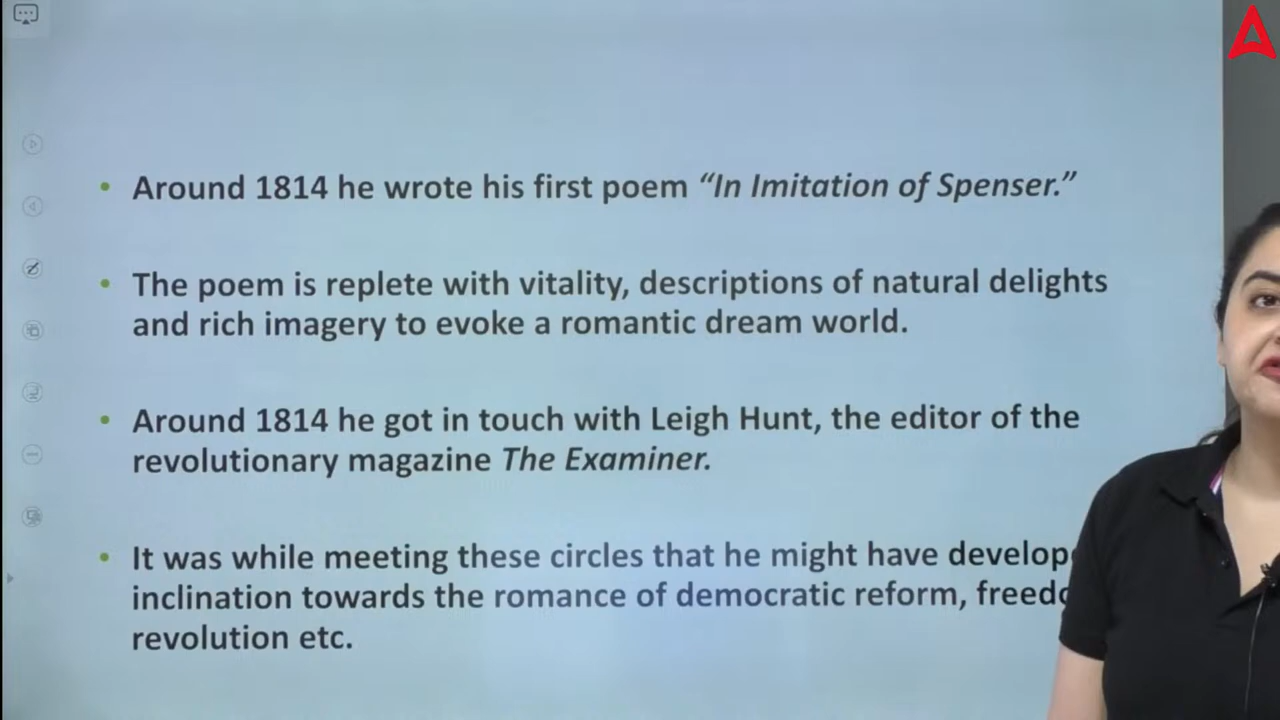 Around 1814 he wrote his first poem “In Imitation of Spenser.”
The poem is replete with vitality, descriptions of natural delights
and rich imagery to evoke a romantic dream world.
Around 1814 he got in touch with Leigh Hunt, the editor of the
revolutionary magazine The Examiner.
It was while meeting these circles that he might have
inclination towards the romance of democratic reform,
revolution etc.